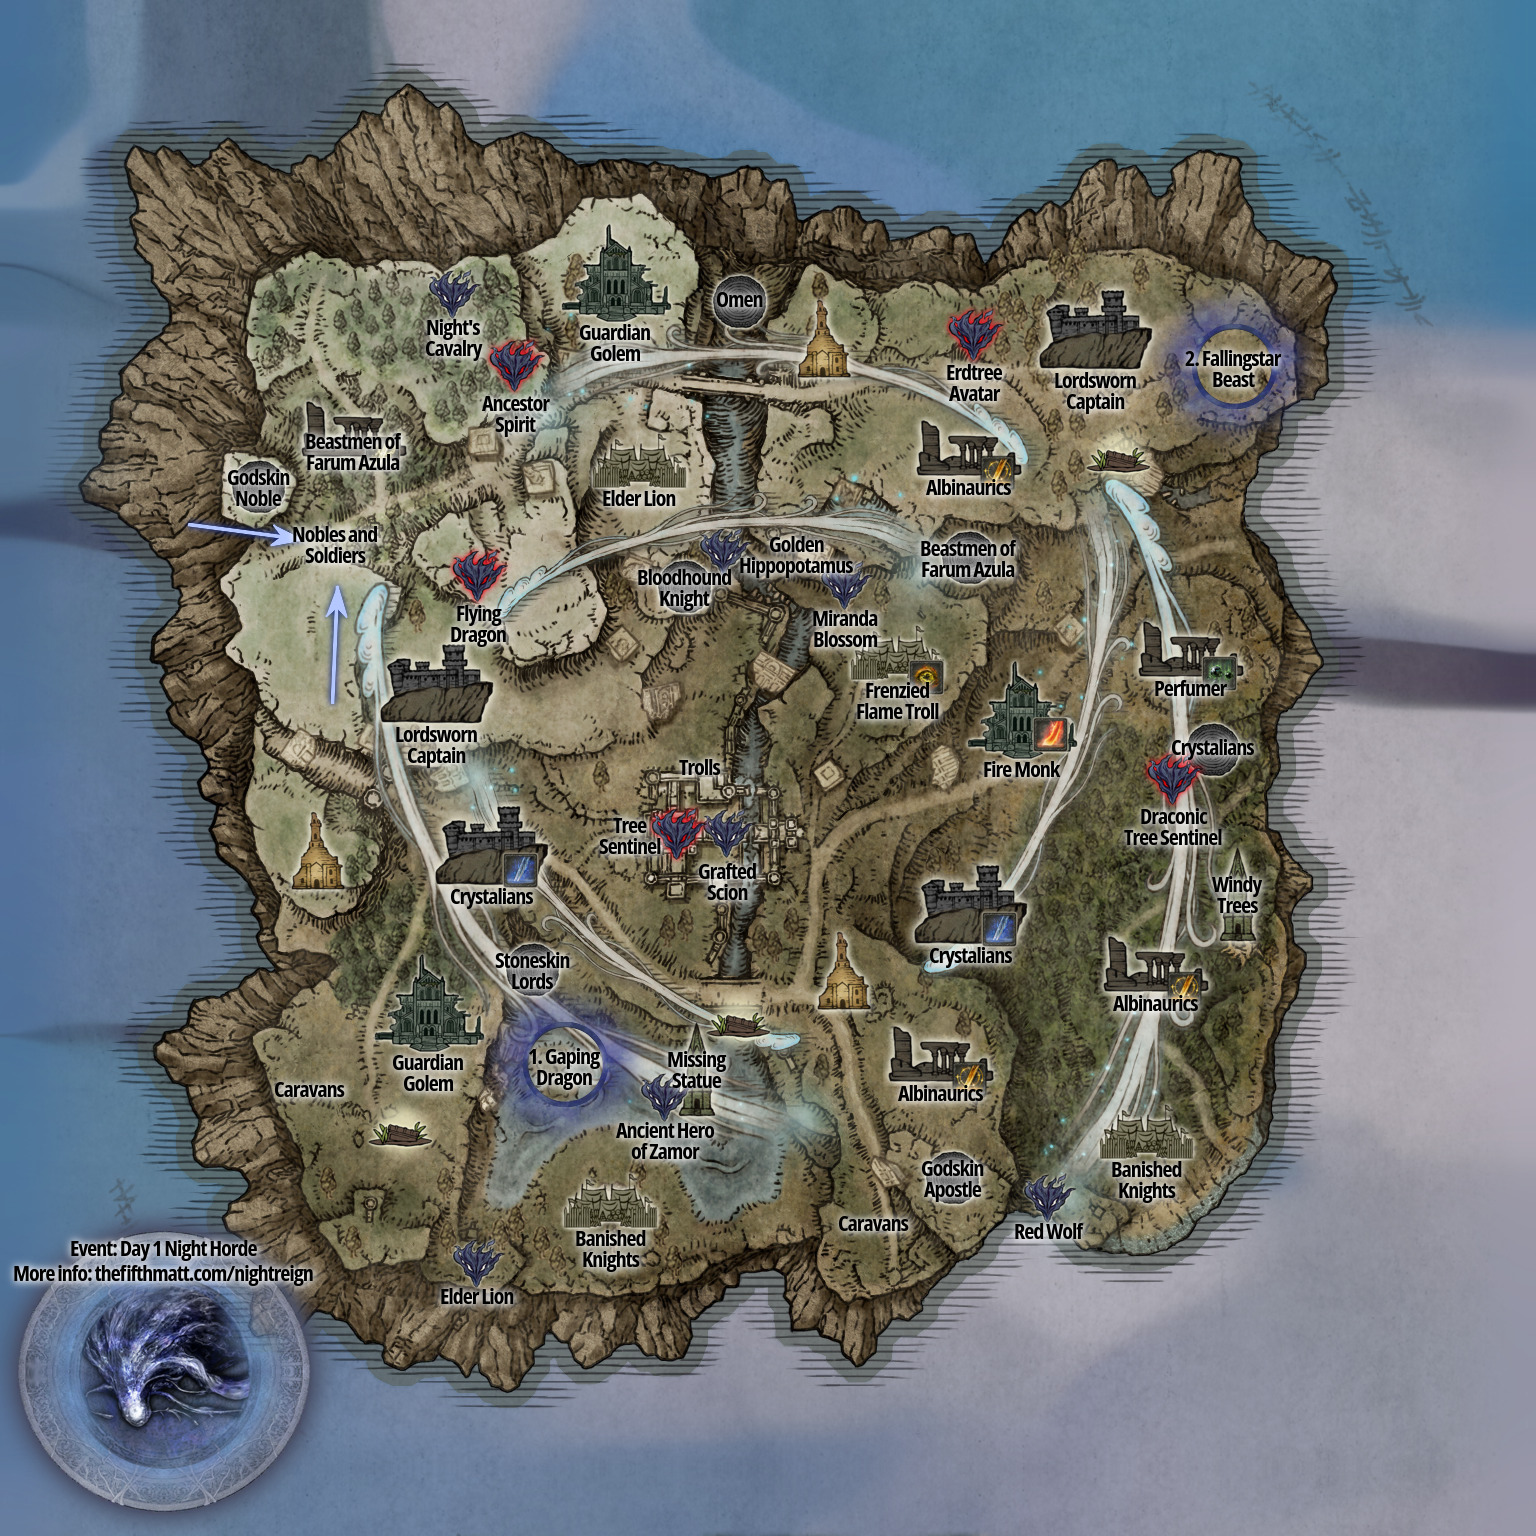 Omen
Night's
Cavalry
Guardian
Golem
2. Fallingstar
Beast
Erdtree
Avatar
Lordsworn
Captain
Ancestor
Spirit
Beastmen of
Farum Azula
Godskin
Noble
Elder Lion
Albinaurics
Nobles and
Soldiers
Golden
Hippopotamus
Beastmen of
Farum Azula
Bloodhound
Knight
Flying
Dragon
Miranda
Blossom
Frenzied
Flame Troll
Perfumer
Lordsworn
Captain
Crystalians
Trolls
Fire Monk
Draconic
Tree Sentinel
Tree
Sentinel
Grafted
Scion
Crystalians
Windy
Trees
Stoneskin
Lords
Crystalians
Albinaurics
1. Gaping
Dragon
Missing
Statue
Guardian
Golem
Caravans
Albinaurics
Ancient Hero
of Zamor
Godskin
Apostle
Banished
Knights
Caravans
Red Wolf
Banished
Knights
Event: Day 1 Night Horde
More info: thefifthmatt.com/nightreign
Elder Lion